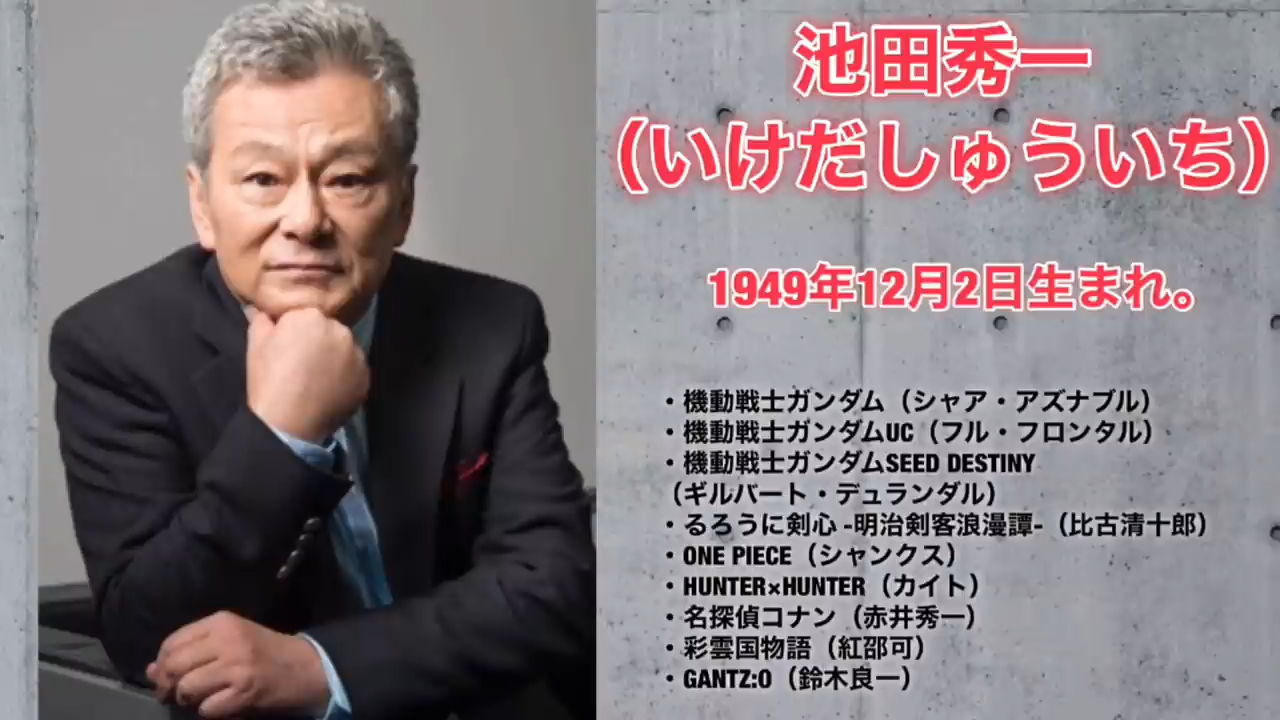 池田秀一
（いけだしゅういち）
1949年12月2日生まれ。
・機動戦士ガンダム（シャア・アズナブル）
・機動戦士ガンダムUC（フル・フロンタル）
・機動戦士ガンダムSEED DESTINY
（ギルバート・デュランダル）
・るろうに剣心 -明治剣客浪漫譚-（比古清十郎）
・ONE PIECE（シャンクス）
・HUNTER×HUNTER（カイト）
・名探偵コナン（赤井秀一）
・彩雲国物語（紅邵可）
・GANTZ:O（鈴木良一）